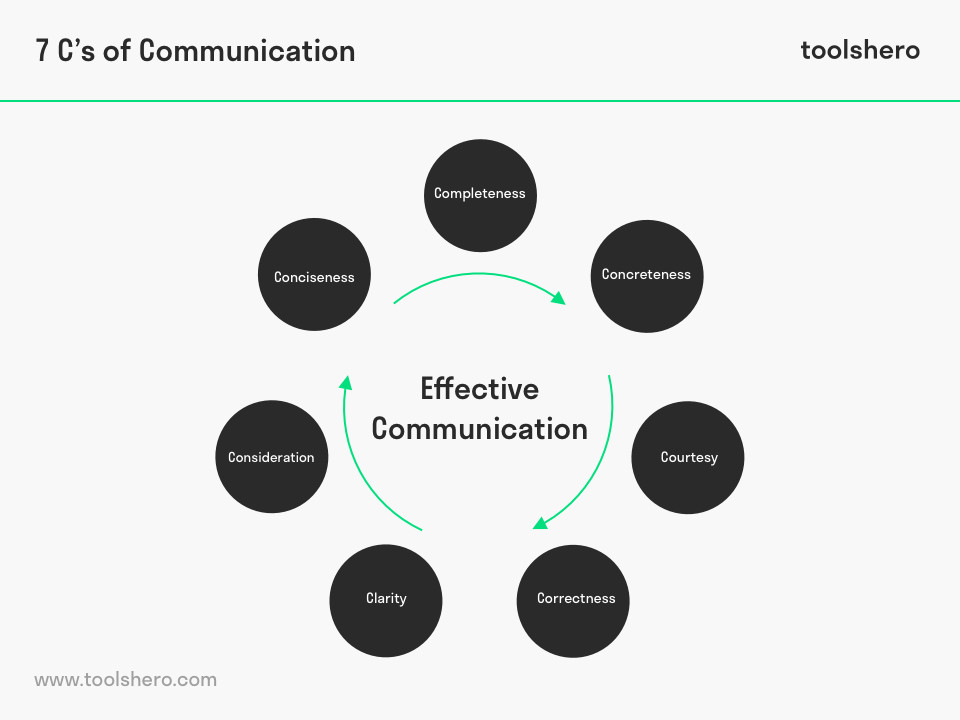 7 C’s of Communication
toolshero
Completeness
Conciseness
Concreteness
Effective
Communication
Consideration
Courtesy
Clarity
Correctness
www.toolshero.com